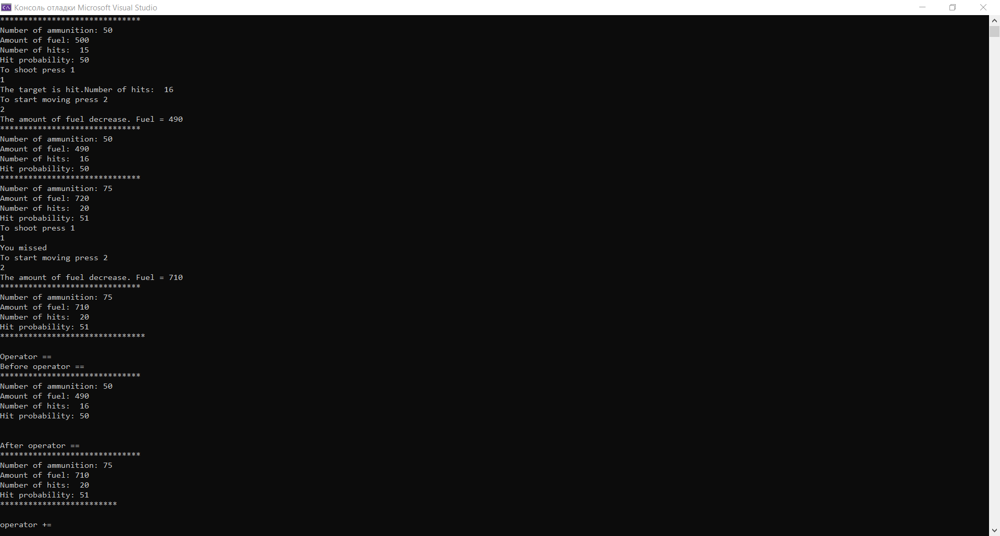 Консоль отладки Microsoft Visual Studio
******************************
Number of ammunition: 50
Amount of fuel: 500
Number of hits:  15
Hit probability: 50
To shoot press 1
1
The target is hit.Number of hits:  16
To start moving press 2
2
The amount of fuel decrease. Fuel = 490
******************************
Number of ammunition: 50
Amount of fuel: 490
Number of hits:  16
Hit probability: 50
******************************
Number of ammunition: 75
Amount of fuel: 720
Number of hits:  20
Hit probability: 51
To shoot press 1
1
You missed
To start moving press 2
2
The amount of fuel decrease. Fuel = 710
******************************
Number of ammunition: 75
Amount of fuel: 710
Number of hits:  20
Hit probability: 51
*******************************
Operator ==
Before operator ==
******************************
Number of ammunition: 50
Amount of fuel: 490
Number of hits:  16
Hit probability: 50
After operator ==
******************************
Number of ammunition: 75
Amount of fuel: 710
Number of hits:  20
Hit probability: 51
*************************
operator +=